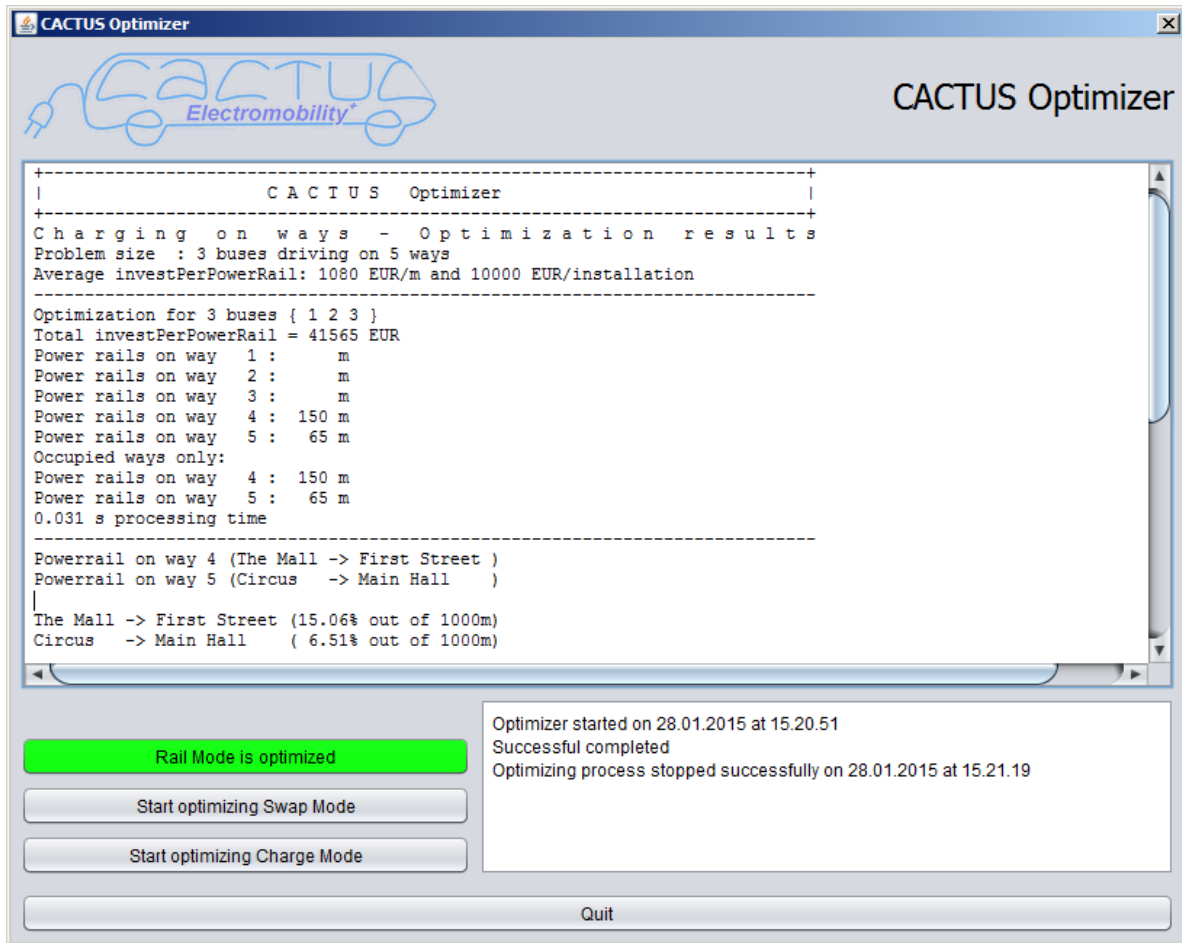 CACTUS Optimizer
CACTUS
Electromobility+
CACTUS Optimizer
+---------------------------------------------------------------------------+
|                      C A C T U S   Optimizer                              |
+---------------------------------------------------------------------------+
C h a r g i n g   o n   w a y s   -   O p t i m i z a t i o n   r e s u l t s
Problem size  : 3 buses driving on 5 ways
Average investPerPowerRail: 1080 EUR/m and 10000 EUR/installation
-----------------------------------------------------------------------------
Optimization for 3 buses { 1 2 3 }
Total investPerPowerRail = 41565 EUR
Power rails on way   1 :      m
Power rails on way   2 :      m
Power rails on way   3 :      m
Power rails on way   4 :  150 m
Power rails on way   5 :   65 m
Occupied ways only:
Power rails on way   4 :  150 m
Power rails on way   5 :   65 m
0.031 s processing time
-----------------------------------------------------------------------------
Powerrail on way 4 (The Mall -> First Street )
Powerrail on way 5 (Circus   -> Main Hall    )
The Mall -> First Street (15.06% out of 1000m)
Circus   -> Main Hall    ( 6.51% out of 1000m)
Rail Mode is optimized
Start optimizing Swap Mode
Start optimizing Charge Mode
Optimizer started on 28.01.2015 at 15.20.51
Successful completed
Optimizing process stopped successfully on 28.01.2015 at 15.21.19
Quit